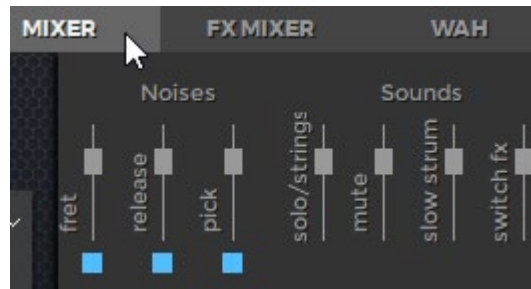 MIXER
FX MIXER
WAH
Noises
Sounds
fret
release
pick
solo/strings
mute
slow strum
switch fx